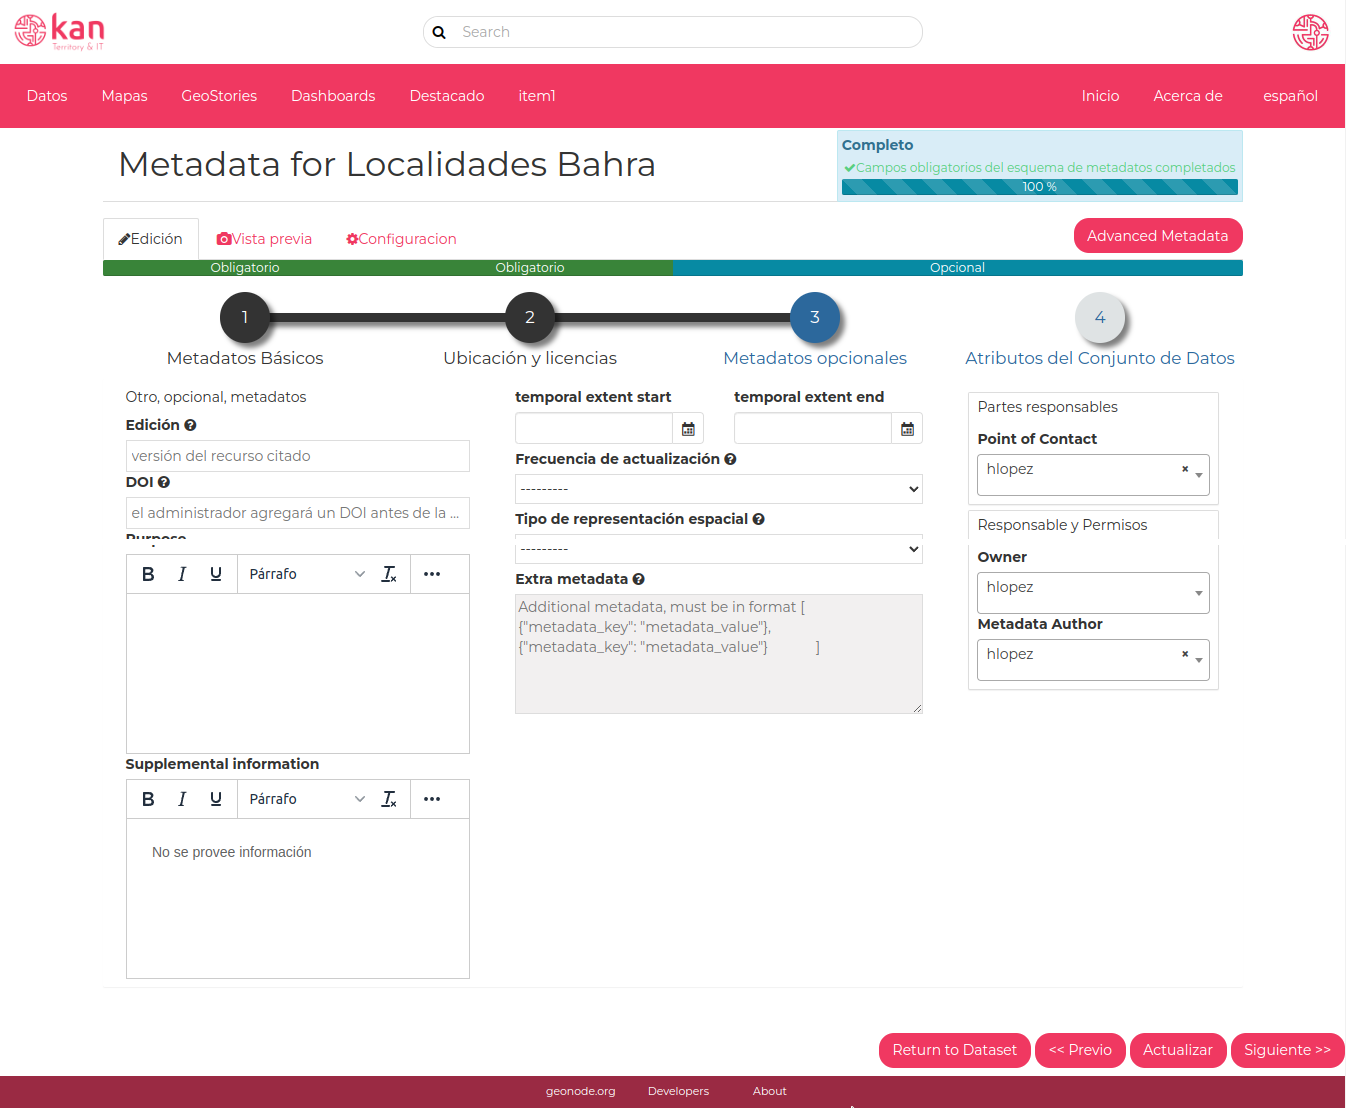 kan
Territory & IT
Search
Datos Mapas GeoStories Dashboards Destacado item1 Inicio Acerca de español
Metadata for Localidades Bahra
Completo
Campos obligatorios del esquema de metadatos completados
100 %
Edición Vista previa Configuracion Advanced Metadata
Obligatorio Obligatorio Opcional
1 2 3 4
Metadatos Básicos Ubicación y licencias Metadatos opcionales Atributos del Conjunto de Datos
Otro, opcional, metadatos
Edición
versión del recurso citado
DOI
el administrador agregará un DOI antes de la ...
Purpose
B I U Párrafo
Supplemental information
B I U Párrafo
No se provee información
temporal extent start temporal extent end
Frecuencia de actualización
---------
Tipo de representación espacial
---------
Extra metadata
Additional metadata, must be in format [
{"metadata_key": "metadata_value"},
{"metadata_key": "metadata_value"} ]
Partes responsables
Point of Contact
hlopez ×
Responsable y Permisos
Owner
hlopez
Metadata Author
hlopez ×
Return to Dataset << Previo Actualizar Siguiente >>
geonode.org Developers About